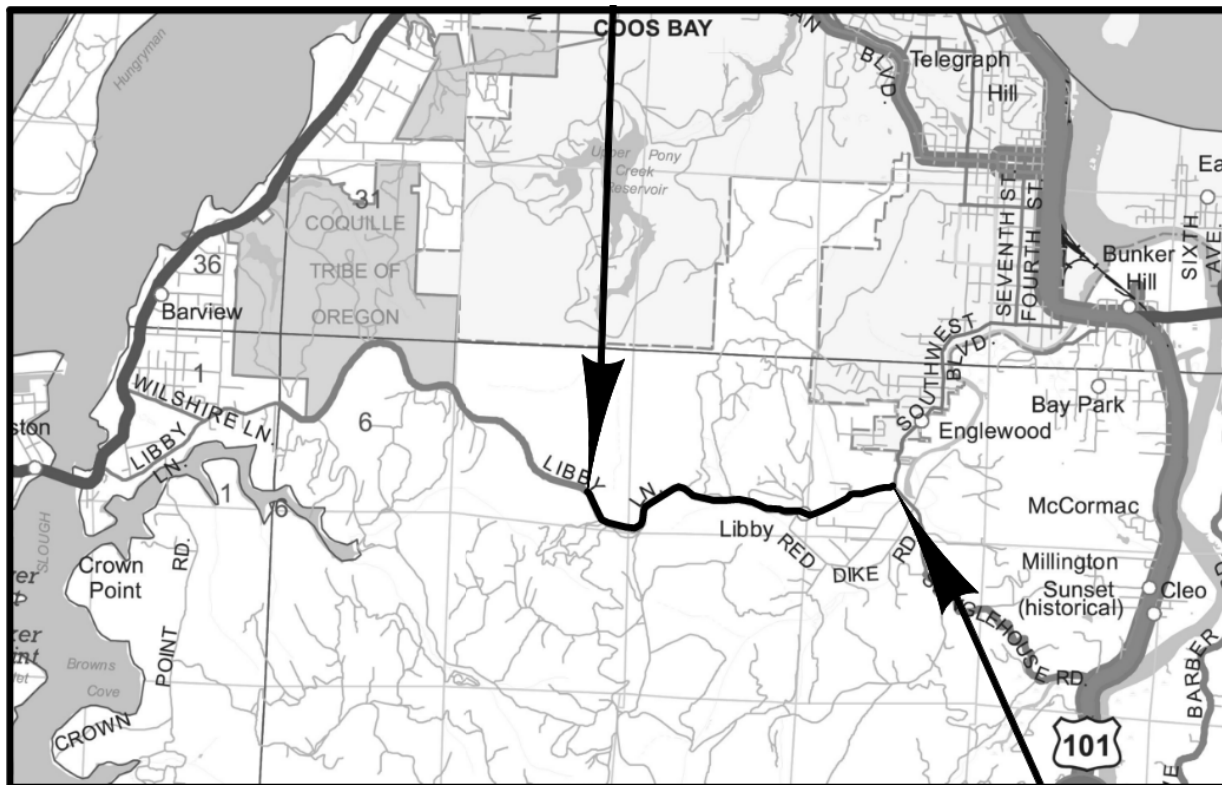 COOS BAY
Hungryman
BLVD.
Telegraph
Hill
Upper Pony
Creek
Reservoir
31
COQUILLE
TRIBE OF
OREGON
36
Barview
SEVENTH ST.
FOURTH ST.
SIXTH
AVE.
Bunker
Hill
1
WILSHIRE LN.
LIBBY
LN.
6
SOUTHWEST
BLVD.
Bay Park
Englewood
LIBBY
LN.
1
6
SLOUGH
Libby
RED
DIKE RD.
McCormac
Millington
Sunset
(historical)
Cleo
Crown
Point
RD.
POINT
CROWN
Browns
Cove
SINGLEHOUSE RD.
BARBER
101